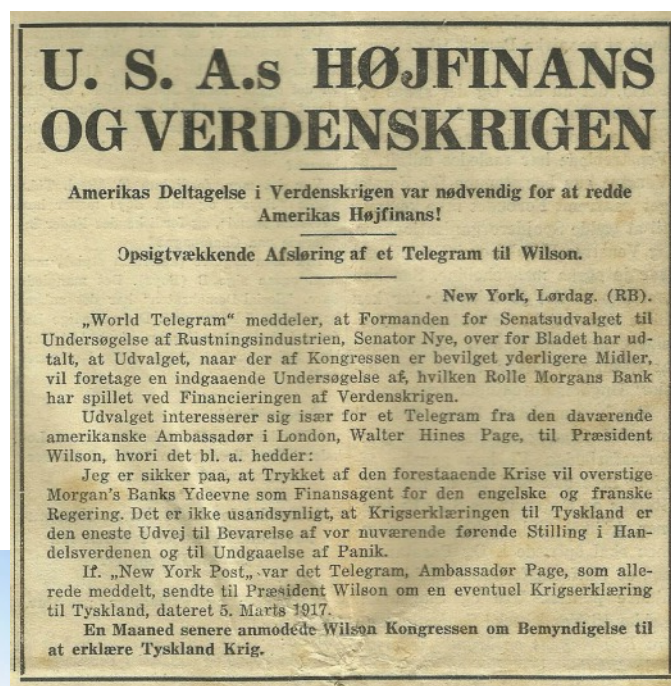 U. S. A.s HØJFINANS
OG VERDENSKRIGEN
Amerikas Deltagelse i Verdenskrigen var nødvendig for at redde
Amerikas Højfinans!
Opsigtvækkende Afsløring af et Telegram til Wilson.
New York, Lørdag. (RB).
„World Telegram“ meddeler, at Formanden for Senatsudvalget til
Undersøgelse af Rustningsindustrien, Senator Nye, over for Bladet har ud-
talt, at Udvalget, naar der af Kongressen er bevilget yderligere Midler,
vil foretage en indgaaende Undersøgelse af, hvilken Rolle Morgans Bank
har spillet ved Financieringen af Verdenskrigen.
Udvalget interesserer sig især for et Telegram fra den daværende
amerikanske Ambassadør i London, Walter Hines Page, til Præsident
Wilson, hvori det bl. a. hedder:
Jeg er sikker paa, at Trykket af den forestaaende Krise vil overstige
Morgan's Banks Ydeevne som Finansagent for den engelske og franske
Regering. Det er ikke usandsynligt, at Krigserklæringen til Tyskland er
den eneste Udvej til Bevarelse af vor nuværende førende Stilling i Han-
delsverdenen og til Undgaaelse af Panik.
If. „New York Post„ var det Telegram, Ambassadør Page, som alle-
rede meddelt, sendte til Præsident Wilson om en eventuel Krigserklæring
til Tyskland, dateret 5. Marts 1917.
En Maaned senere anmodede Wilson Kongressen om Bemyndigelse til
at erklære Tyskland Krig.